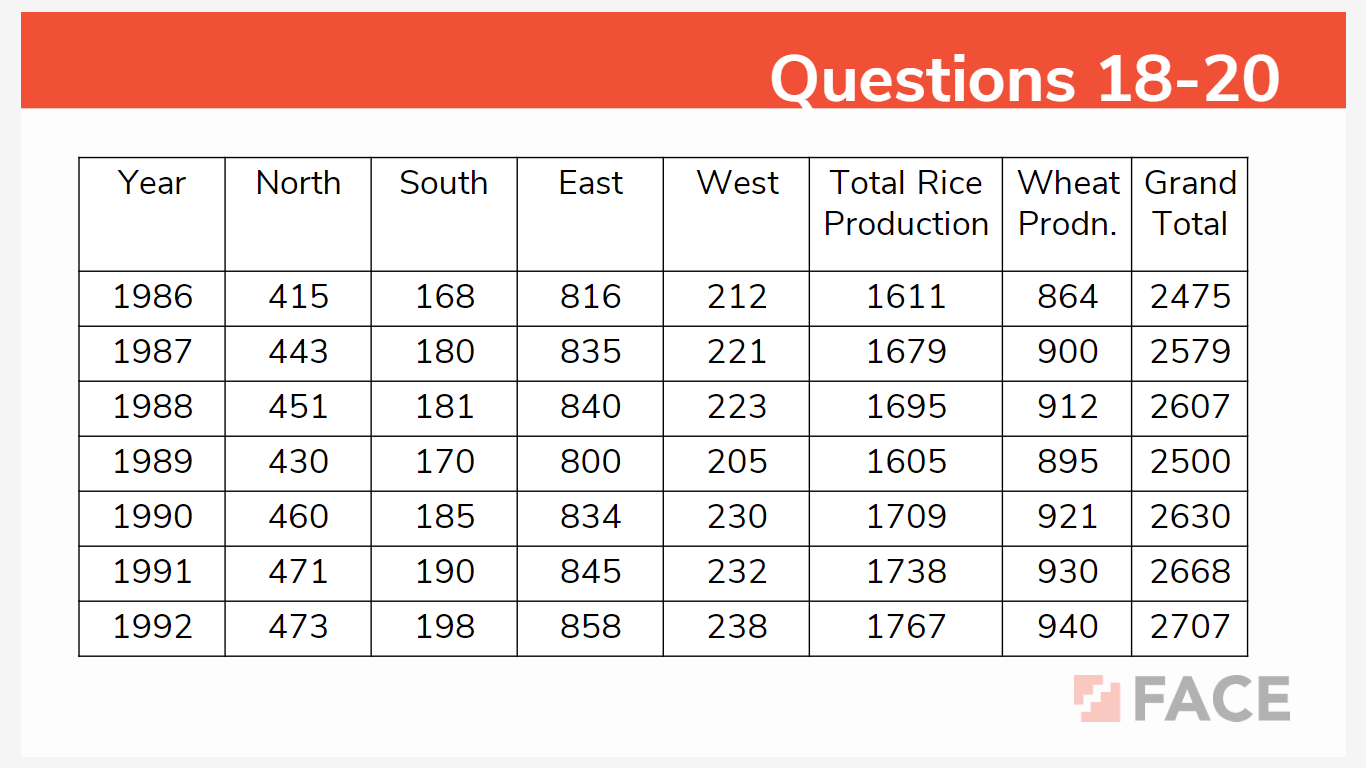 Questions 18-20
Year North South East West Total Rice Production Wheat Prodn. Grand Total
1986 415 168 816 212 1611 864 2475
1987 443 180 835 221 1679 900 2579
1988 451 181 840 223 1695 912 2607
1989 430 170 800 205 1605 895 2500
1990 460 185 834 230 1709 921 2630
1991 471 190 845 232 1738 930 2668
1992 473 198 858 238 1767 940 2707
FACE